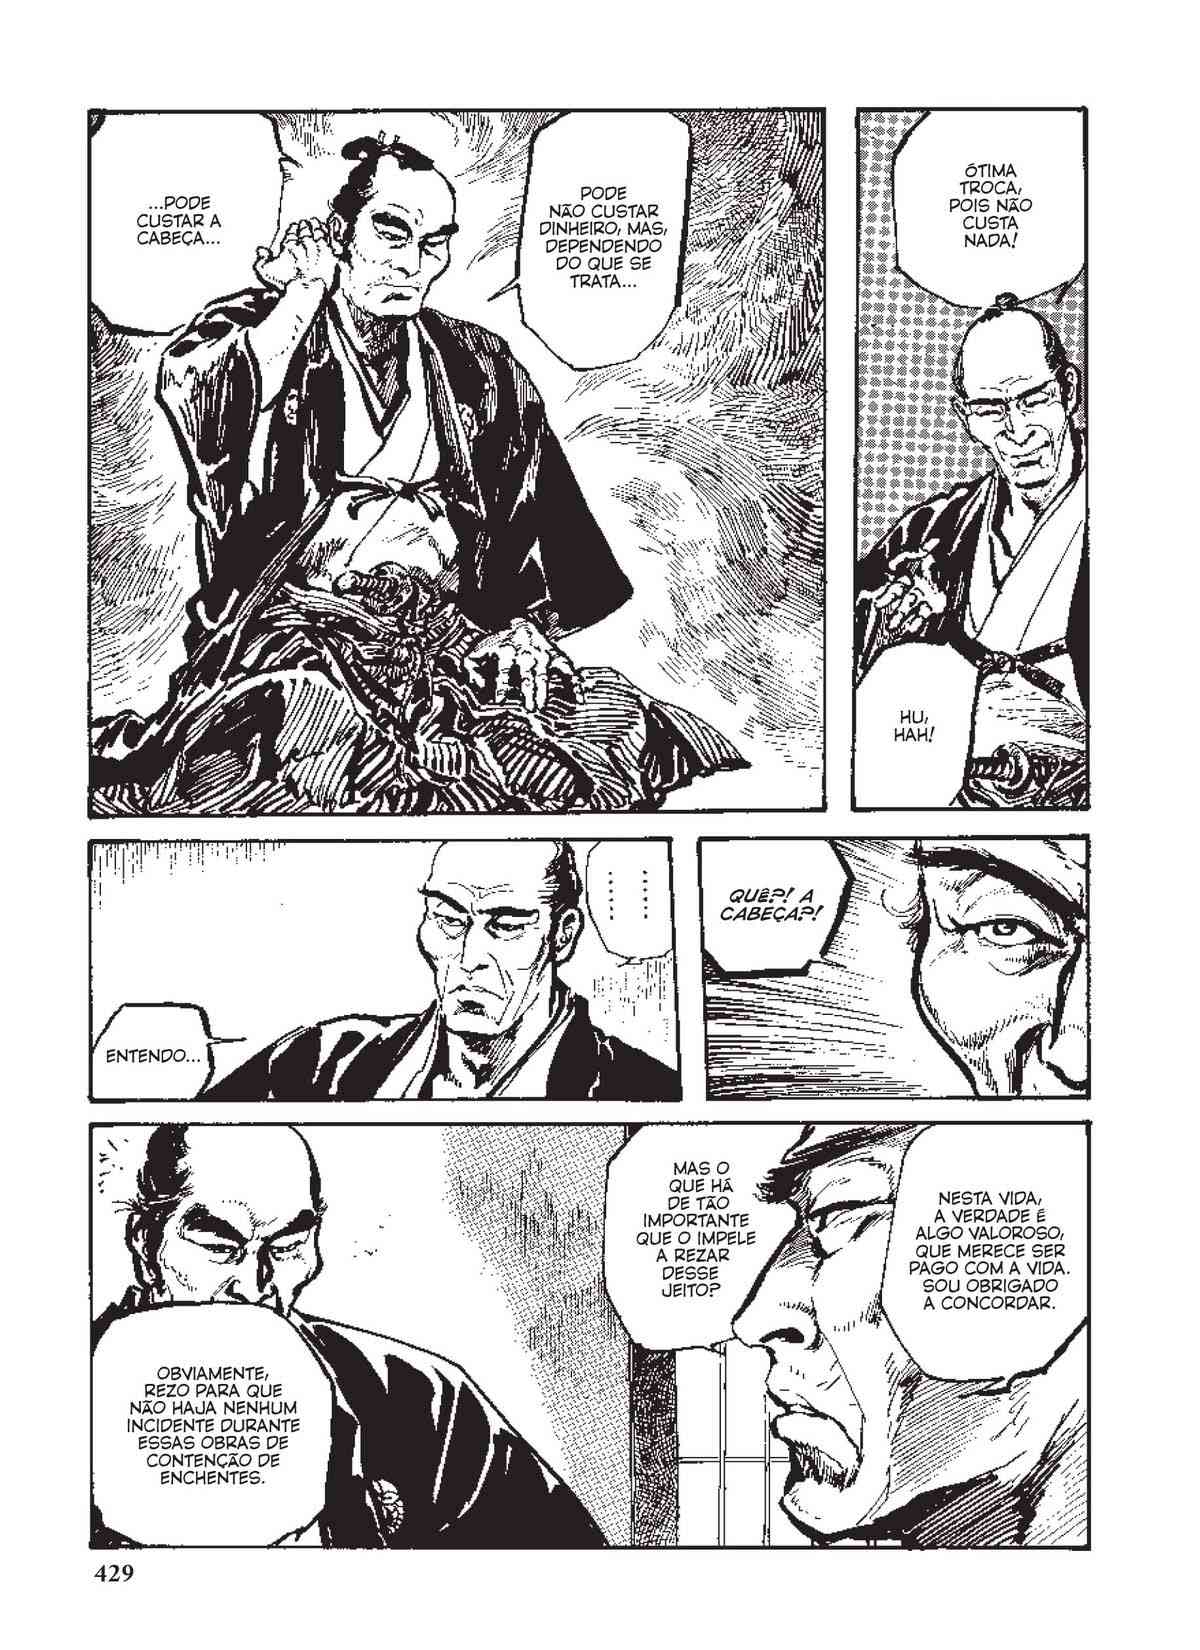 ÓTIMA
TROCA,
POIS NÃO
CUSTA
NADA!
HU,
HAH!
PODE
NÃO CUSTAR
DINHEIRO, MAS,
DEPENDENDO
DO QUE SE
TRATA...
...PODE
CUSTAR A
CABEÇA...
QUÊ?! A
CABEÇA?!
......
......
ENTENDO...
NESTA VIDA,
A VERDADE É
ALGO VALOROSO,
QUE MERECE SER
PAGO COM A VIDA.
SOU OBRIGADO
A CONCORDAR.
MAS O
QUE HÁ
DE TÃO
IMPORTANTE
QUE O IMPELE
A REZAR
DESSE
JEITO?
OBVIAMENTE,
REZO PARA QUE
NÃO HAJA NENHUM
INCIDENTE DURANTE
ESSAS OBRAS DE
CONTENÇÃO DE
ENCHENTES.
429